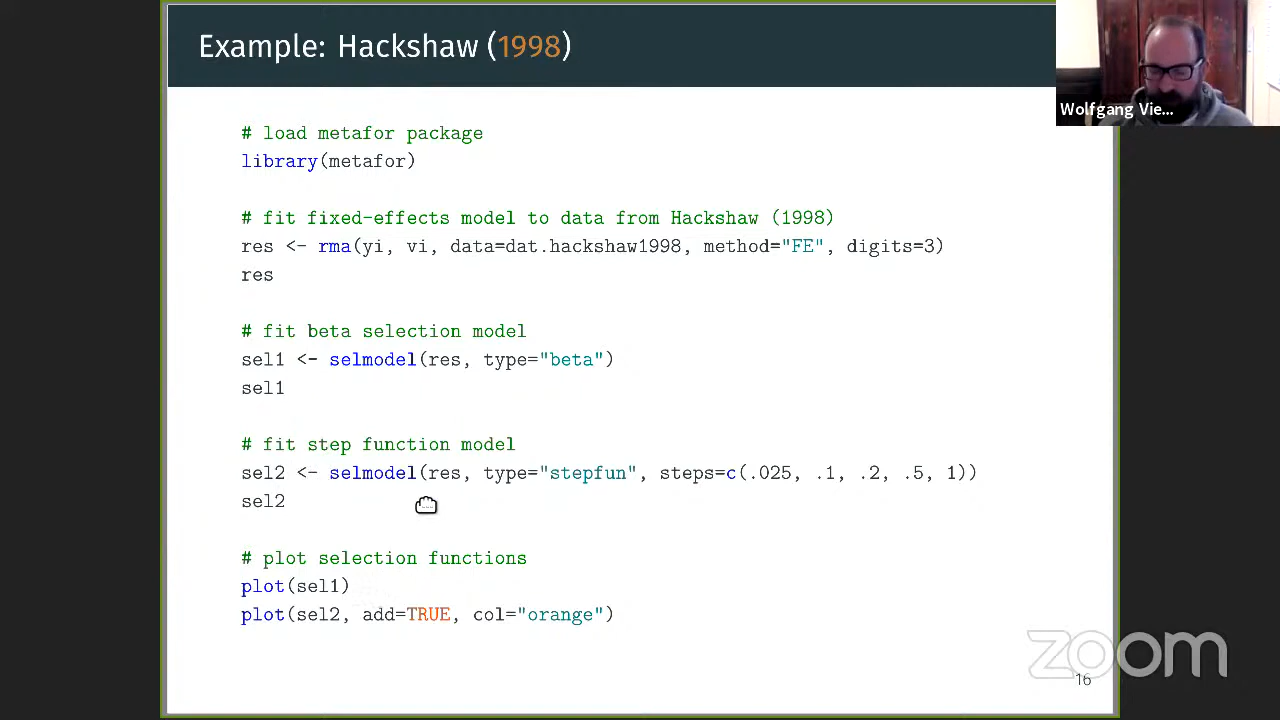 Example: Hackshaw (1998)
Wolfgang Vie...
# load metafor package
library(metafor)
# fit fixed-effects model to data from Hackshaw (1998)
res <- rma(yi, vi, data=dat.hackshaw1998, method="FE", digits=3)
res
# fit beta selection model
sel1 <- selmodel(res, type="beta")
sel1
# fit step function model
sel2 <- selmodel(res, type="stepfun", steps=c(.025, .1, .2, .5, 1))
sel2
# plot selection functions
plot(sel1)
plot(sel2, add=TRUE, col="orange")
zoom
16